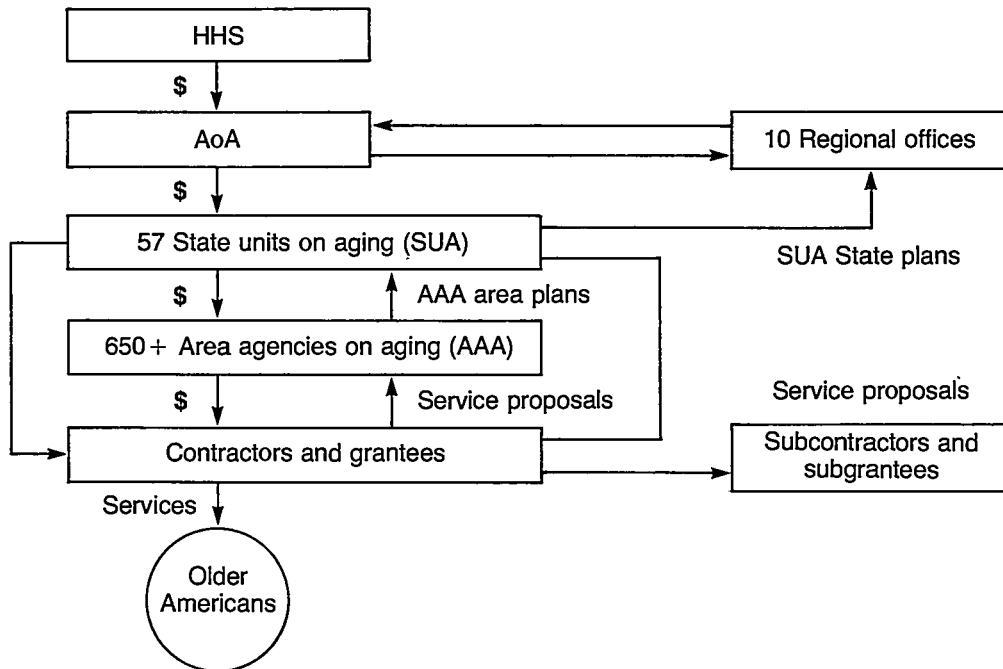 HHS
$
AoA
10 Regional offices
$
57 State units on aging (SUA)
SUA State plans
$
AAA area plans
650+ Area agencies on aging (AAA)
$
Service proposals
Service proposals
Contractors and grantees
Subcontractors and
subgrantees
Services
Older
Americans